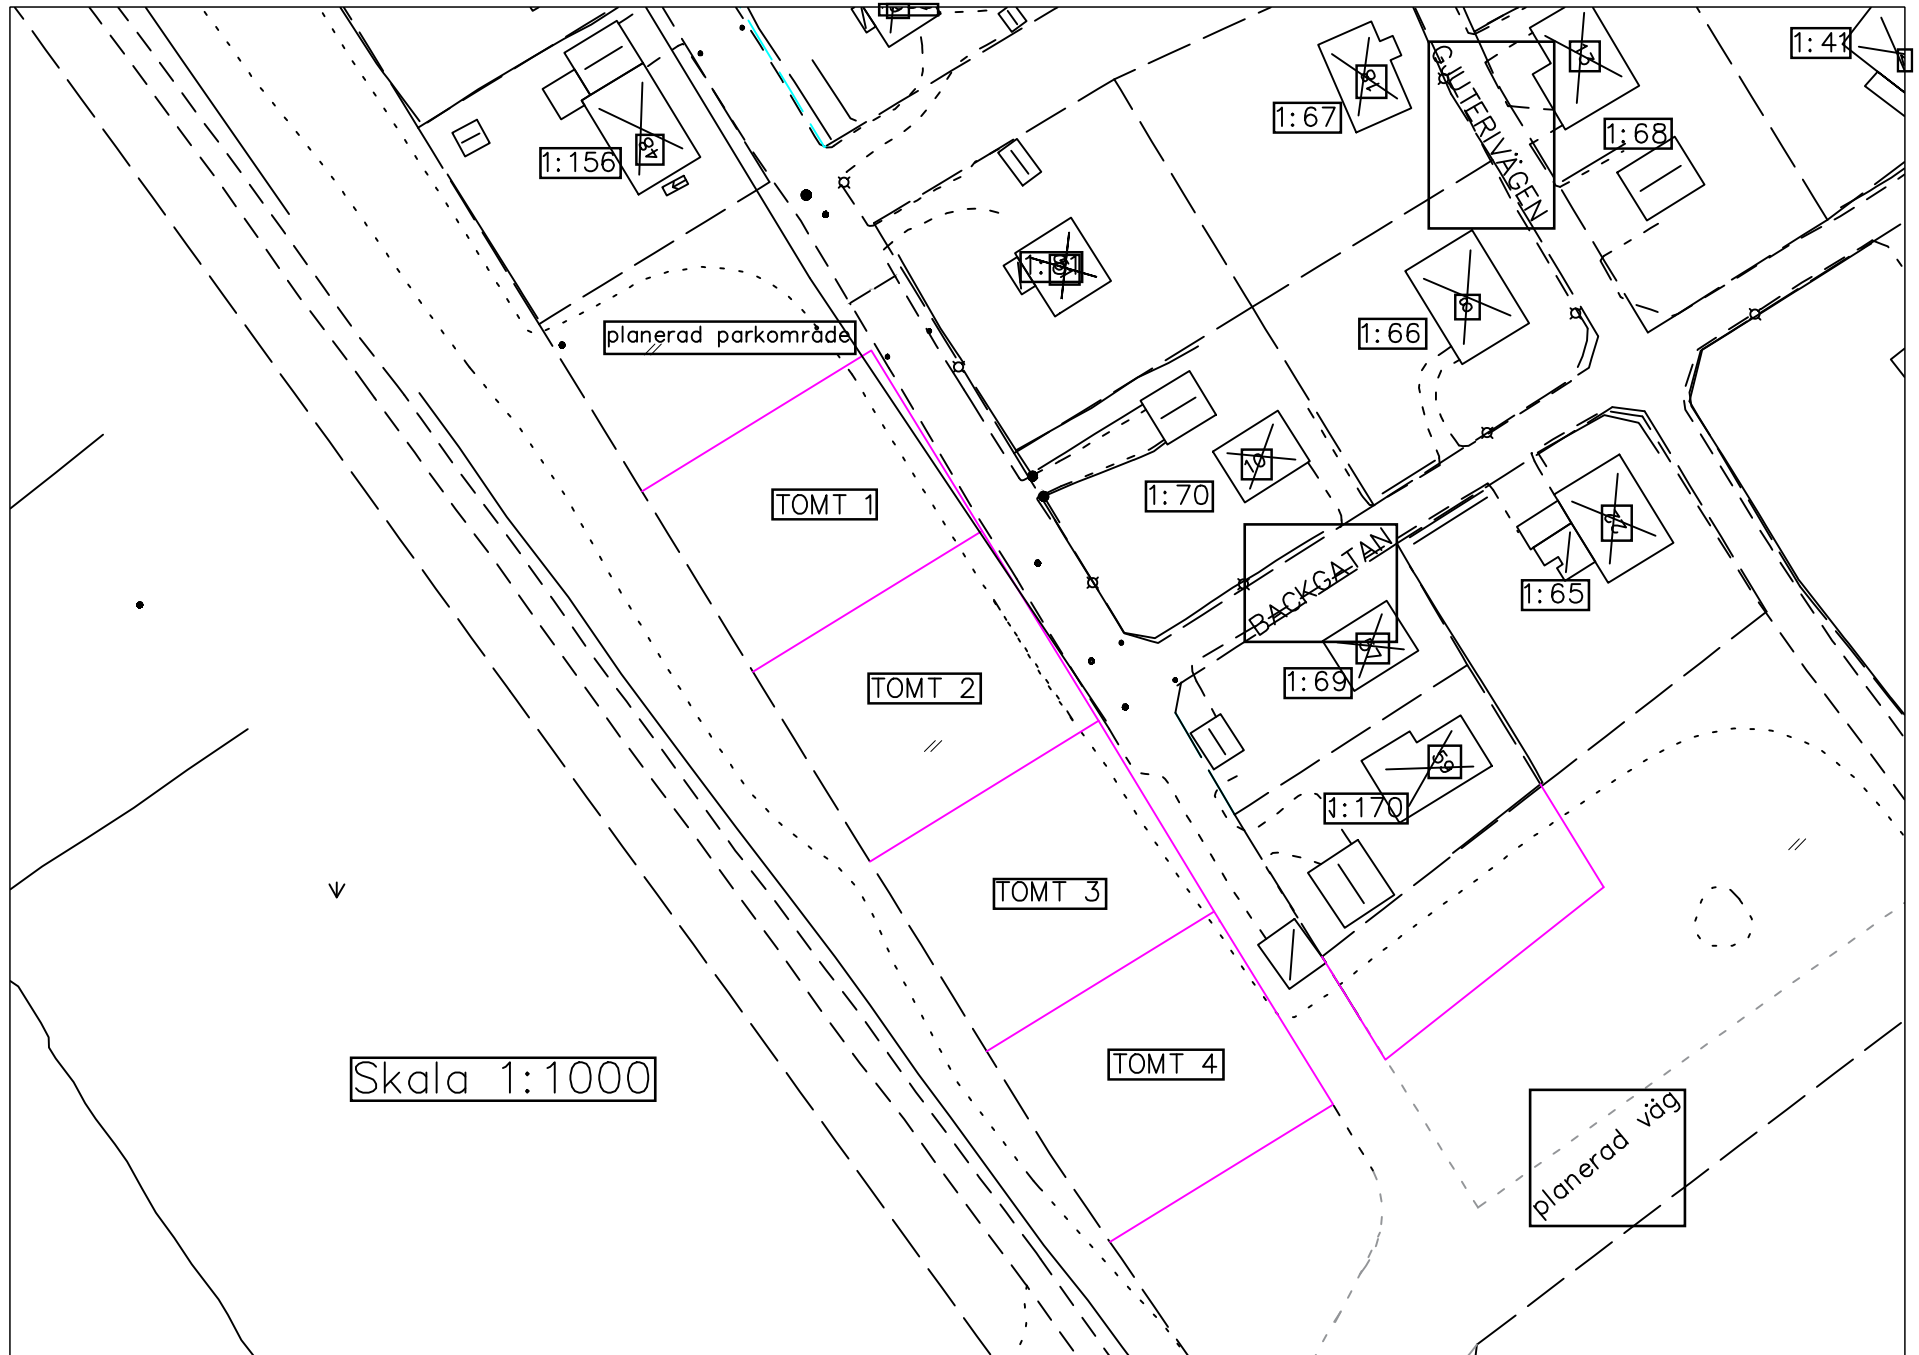 1:41
1:67
GJUTERIVÄGEN
1:68
1:156
planerad parkområde
1:66
TOMT 1
1:70
10
BACKGATAN
1:65
TOMT 2
1:69
1:170
TOMT 3
TOMT 4
Skala 1:1000
planerad väg